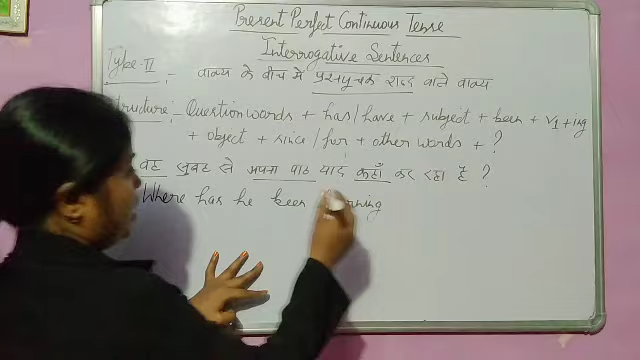 Present Perfect Continuous Tense
Interrogative Sentences
Type-II :- वाक्य के बीच में प्रश्नसूचक शब्द वाले वाक्य
structure :- Question words + has/have + subject + been + V1 + ing
+ object + since/for + other words + ?
वह सुबह से अपना पाठ याद कहाँ कर रहा है ?
Where has he been